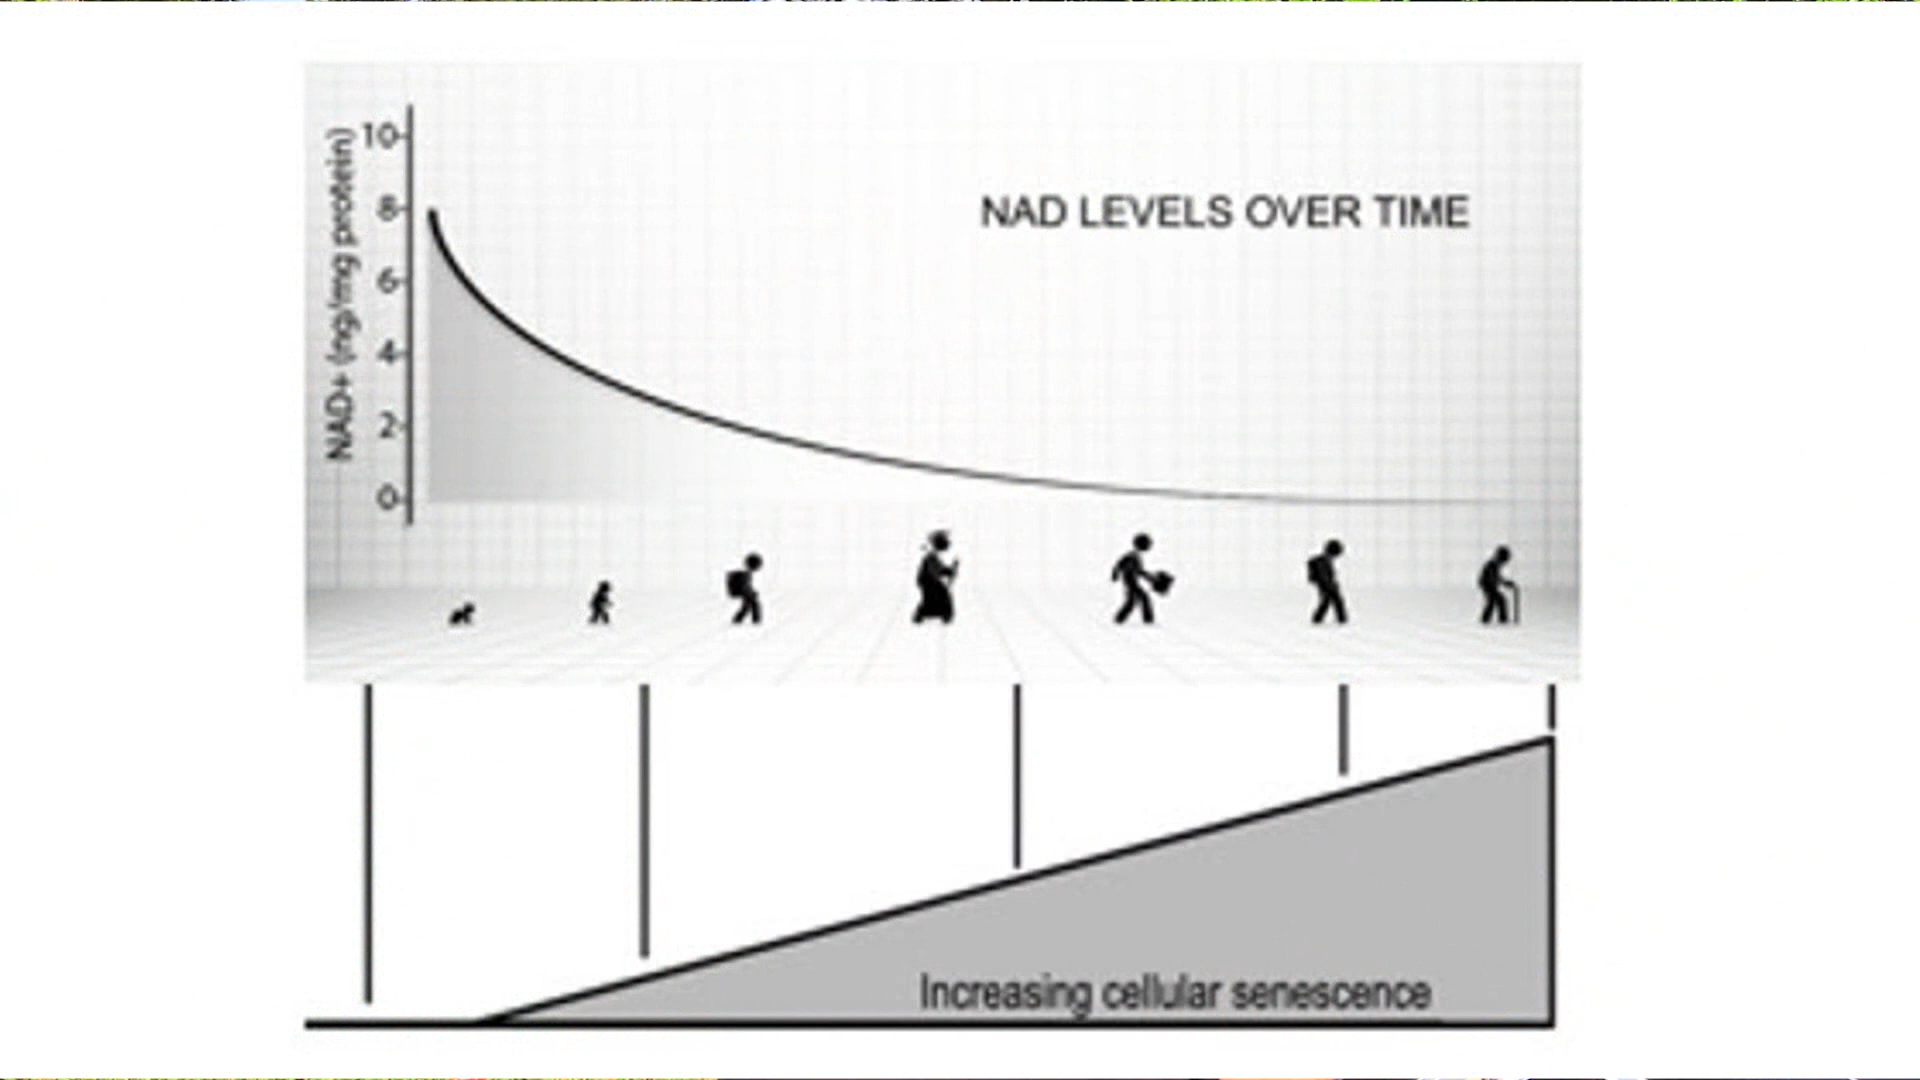 NAD+ (ng/mg protein)
10
8
6
4
2
0
NAD LEVELS OVER TIME
Increasing cellular senescence